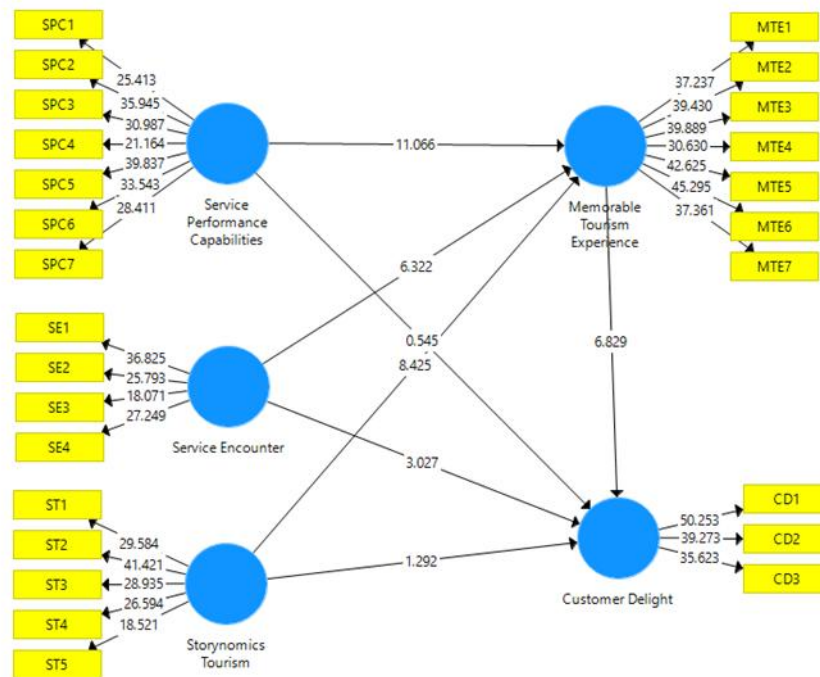 SPC1
SPC2
SPC3
SPC4
SPC5
SPC6
SPC7
25.413
35.945
30.987
21.164
39.837
33.543
28.411
Service
Performance
Capabilities
11.066
Memorable
Tourism
Experience
37.237
39.430
39.889
30.630
42.625
45.295
37.361
MTE1
MTE2
MTE3
MTE4
MTE5
MTE6
MTE7
6.322
0.545
8.425
6.829
SE1
SE2
SE3
SE4
36.825
25.793
18.071
27.249
Service Encounter
3.027
ST1
ST2
ST3
ST4
ST5
29.584
41.421
28.935
26.594
18.521
Storynomics
Tourism
1.292
Customer Delight
50.253
39.273
35.623
CD1
CD2
CD3